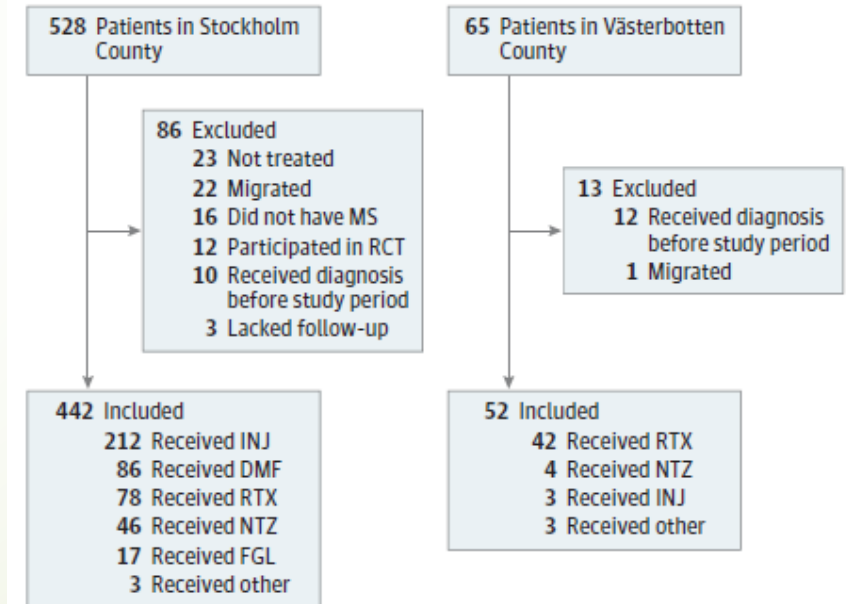 528 Patients in Stockholm
County
86 Excluded
23 Not treated
22 Migrated
16 Did not have MS
12 Participated in RCT
10 Received diagnosis
before study period
3 Lacked follow-up
442 Included
212 Received INJ
86 Received DMF
78 Received RTX
46 Received NTZ
17 Received FGL
3 Received other
65 Patients in Västerbotten
County
13 Excluded
12 Received diagnosis
before study period
1 Migrated
52 Included
42 Received RTX
4 Received NTZ
3 Received INJ
3 Received other